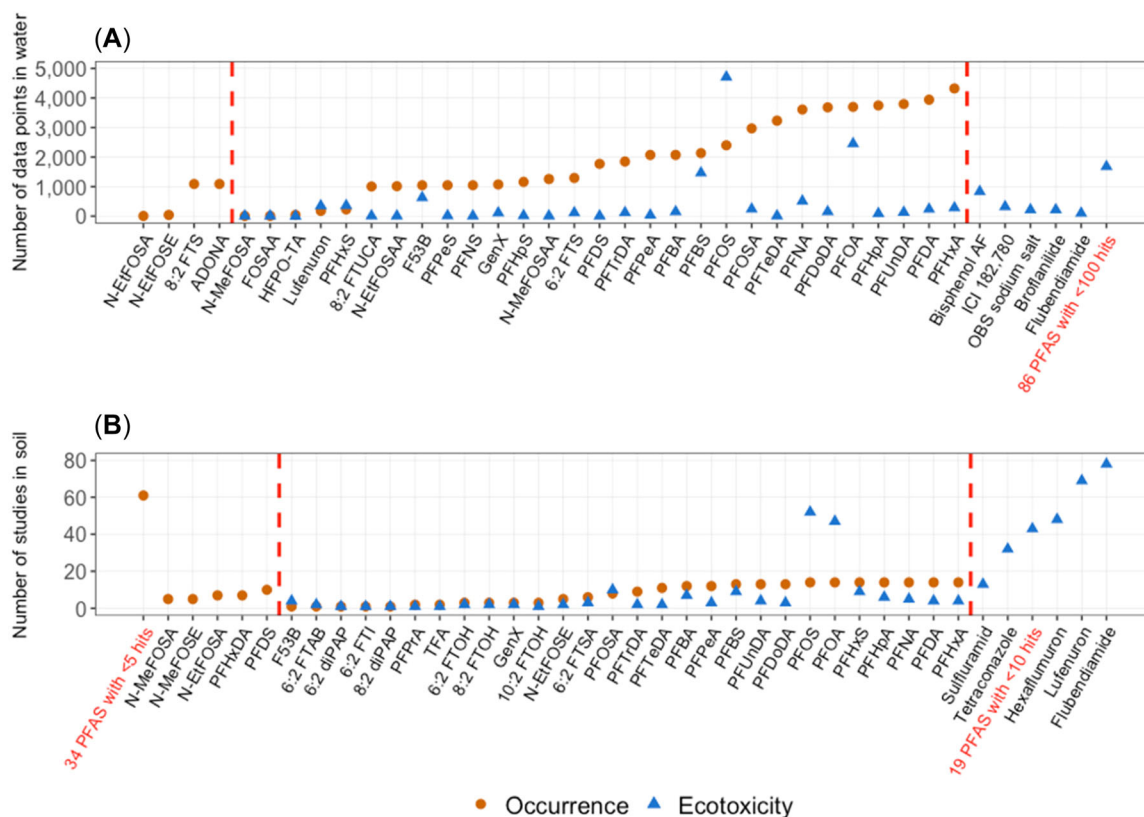 (A)
Number of data points in water
5,000
4,000
3,000
2,000
1,000
0
N-EtFOSA
N-EtFOSE
8:2 FTS
ADONA
N-MeFOSA
FOSAA
HFPO-TA
Lufenuron
PFHxS
8:2 FTUCA
N-EtFOSAA
F53B
PFPeS
PFNS
GenX
PFHpS
N-MeFOSAA
6:2 FTS
PFDS
PFTrDA
PFPeA
PFBA
PFBS
PFOS
PFOSA
PFTeDA
PFNA
PFDoDA
PFOA
PFHpA
PFUnDA
PFDA
PFHxA
Bisphenol AF
ICI 182.780
OBS sodium salt
Broflanilide
Flubendiamide
86 PFAS with <100 hits
(B)
Number of studies in soil
80
60
40
20
0
34 PFAS with <5 hits
N-MeFOSA
N-MeFOSE
N-EtFOSA
PFHxDA
PFDS
F53B
6:2 FTAB
6:2 diPAP
6:2 FTI
8:2 diPAP
PFPrA
TFA
6:2 FTOH
8:2 FTOH
GenX
10:2 FTOH
N-EtFOSE
6:2 FTSA
PFOSA
PFTrDA
PFTeDA
PFBA
PFPeA
PFBS
PFUnDA
PFDoDA
PFOS
PFOA
PFHxS
PFHpA
PFNA
PFDA
PFHxA
Sulfluramid
Tetraconazole
19 PFAS with <10 hits
Hexaflumuron
Lufenuron
Flubendiamide
Occurrence
Ecotoxicity